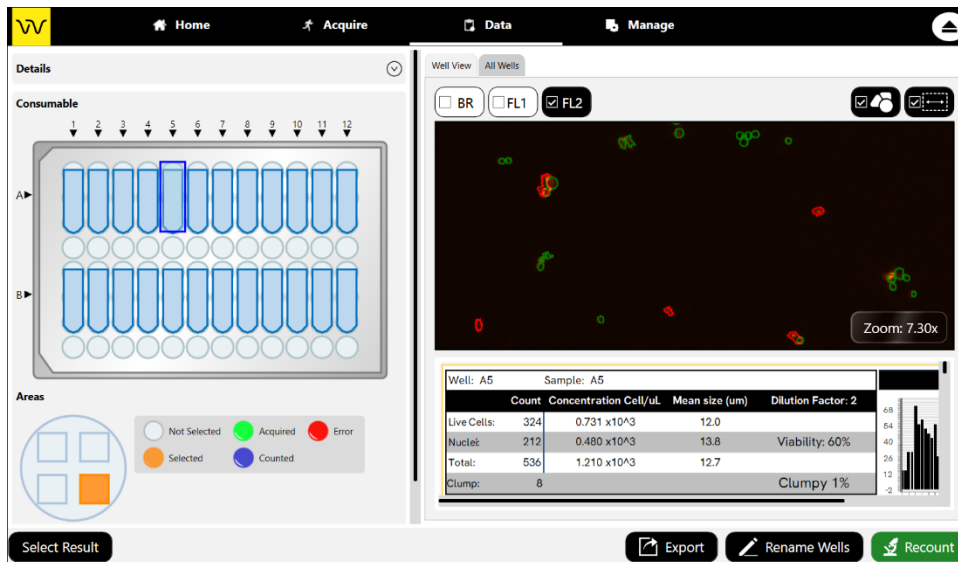 Home Acquire Data Manage
Details
Well View All Wells
Consumable
BR FL1 FL2
1 2 3 4 5 6 7 8 9 10 11 12
A
B
Zoom: 7.30x
Areas
Not Selected Acquired Error
Selected Counted
Well: A5 Sample: A5
Count Concentration Cell/uL Mean size (um) Dilution Factor: 2
Live Cells: 324 0.731 x10^3 12.0
Nuclei: 212 0.480 x10^3 13.8 Viability: 60%
Total: 536 1.210 x10^3 12.7
Clump: 8 Clumpy 1%
68
54
40
26
12
-2
Select Result Export Rename Wells Recount